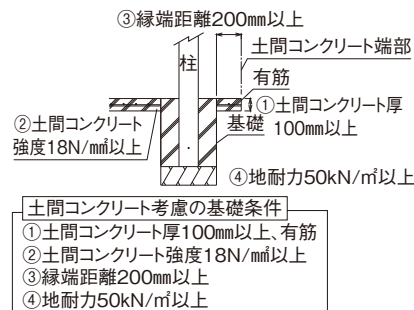 ③縁端距離200mm以上
土間コンクリート端部
柱
有筋
①土間コンクリート厚
100mm以上
②土間コンクリート
強度18N/㎟以上
基礎
④地耐力50kN/㎡以上
土間コンクリート考慮の基礎条件
①土間コンクリート厚100mm以上、有筋
②土間コンクリート強度18N/㎟以上
③縁端距離200mm以上
④地耐力50kN/㎡以上